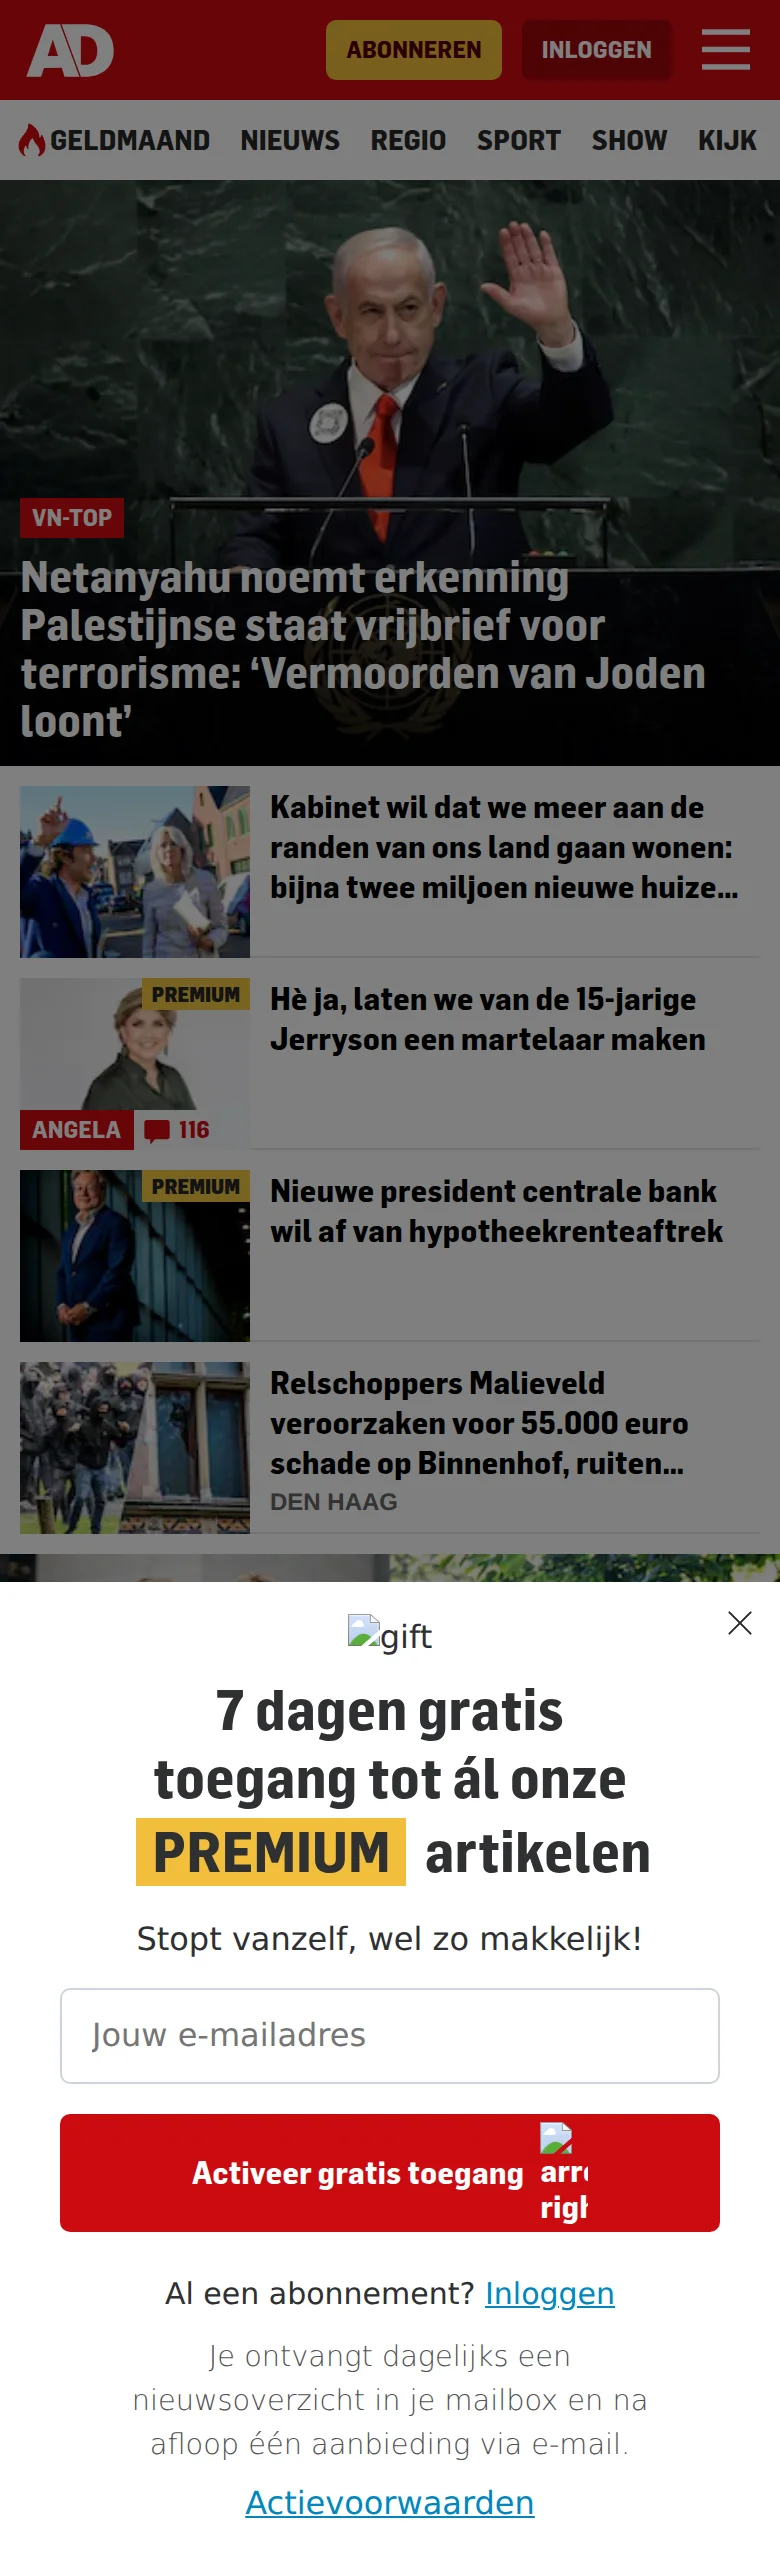 AD
ABONNEREN
INLOGGEN
GELDMAAND NIEUWS REGIO SPORT SHOW KIJK
VN-TOP
Netanyahu noemt erkenning
Palestijnse staat vrijbrief voor
terrorisme: ‘Vermoorden van Joden
loont’
Kabinet wil dat we meer aan de
randen van ons land gaan wonen:
bijna twee miljoen nieuwe huize...
PREMIUM
ANGELA 116
Hè ja, laten we van de 15-jarige
Jerryson een martelaar maken
PREMIUM
Nieuwe president centrale bank
wil af van hypotheekrenteaftrek
Relschoppers Malieveld
veroorzaken voor 55.000 euro
schade op Binnenhof, ruiten...
DEN HAAG
gift
7 dagen gratis
toegang tot ál onze
PREMIUM artikelen
Stopt vanzelf, wel zo makkelijk!
Jouw e-mailadres
Activeer gratis toegang
Al een abonnement? Inloggen
Je ontvangt dagelijks een
nieuwsoverzicht in je mailbox en na
afloop één aanbieding via e-mail.
Actievoorwaarden